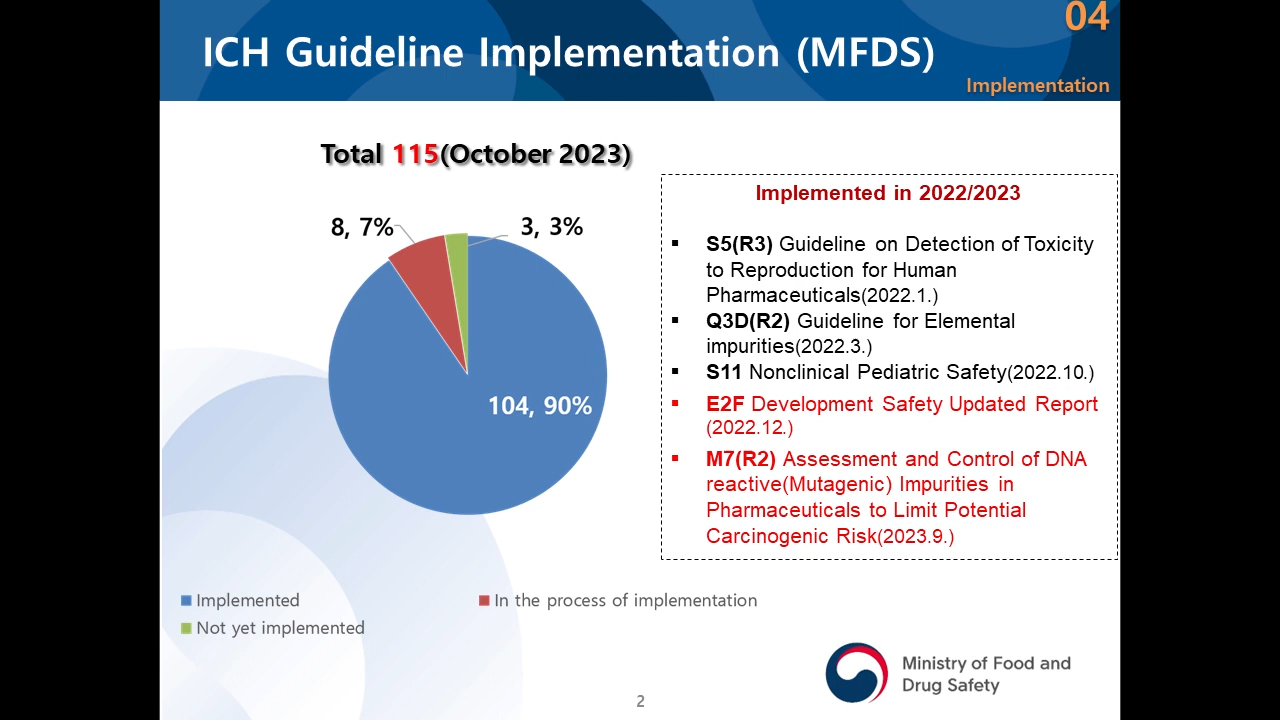 04
ICH Guideline Implementation (MFDS)
Implementation
Total 115(October 2023)
8, 7%
3, 3%
104, 90%
Implemented in 2022/2023
▪ S5(R3) Guideline on Detection of Toxicity
to Reproduction for Human
Pharmaceuticals(2022.1.)
▪ Q3D(R2) Guideline for Elemental
impurities(2022.3.)
▪ S11 Nonclinical Pediatric Safety(2022.10.)
▪ E2F Development Safety Updated Report
(2022.12.)
▪ M7(R2) Assessment and Control of DNA
reactive(Mutagenic) Impurities in
Pharmaceuticals to Limit Potential
Carcinogenic Risk(2023.9.)
Implemented
In the process of implementation
Not yet implemented
Ministry of Food and
Drug Safety
2